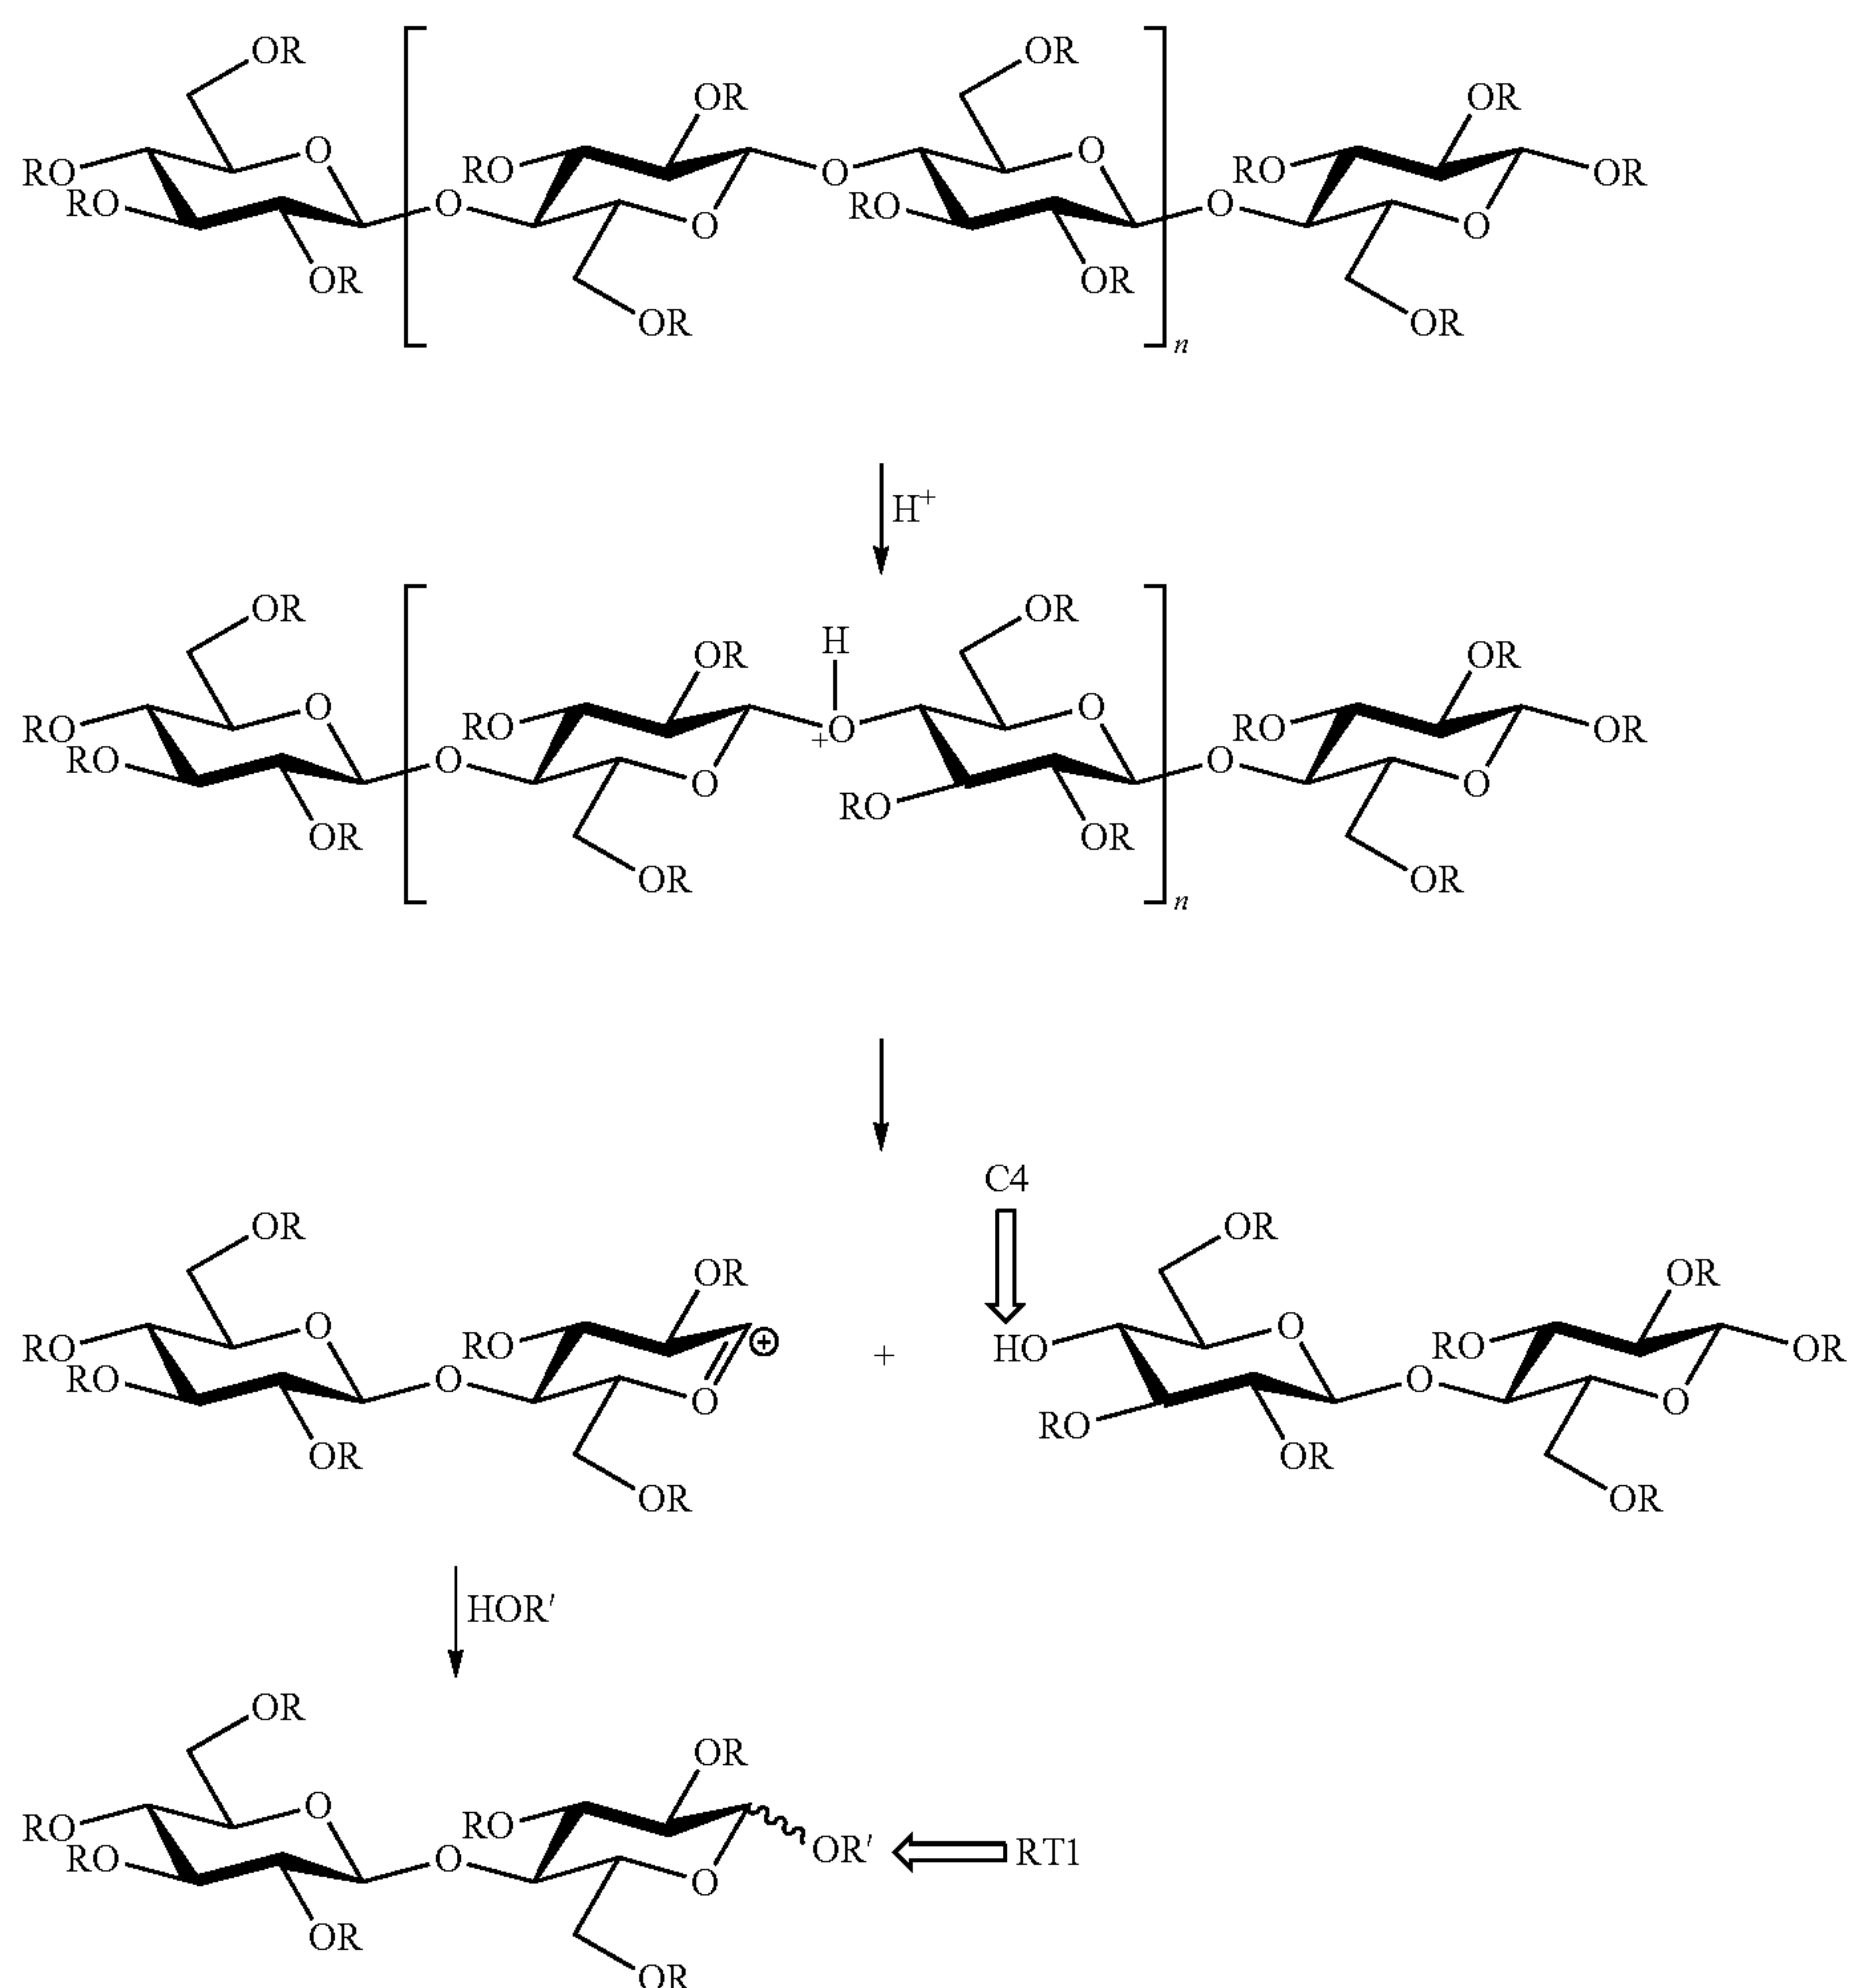 OR OR
OR OR
RO RO O O O O RO OR
RO O O RO O O
OR OR
OR OR
n
H⁺
OR OR
H
OR OR
RO RO O +O O RO OR
RO O O O O
RO
OR OR
OR OR
n
C4
OR OR
OR OR
RO RO O ⊕ + HO O RO OR
RO O O O O
RO
OR OR
OR OR
HOR′
OR
OR
RO RO O
RO O O OR′ RT1
OR
OR